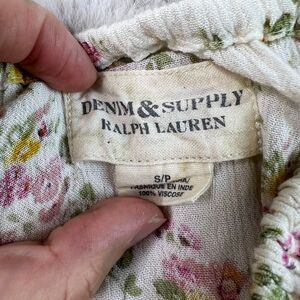 DENIM & SUPPLY
RALPH LAUREN
S/P
FABRIQUE EN INDE
100% VISCOSE